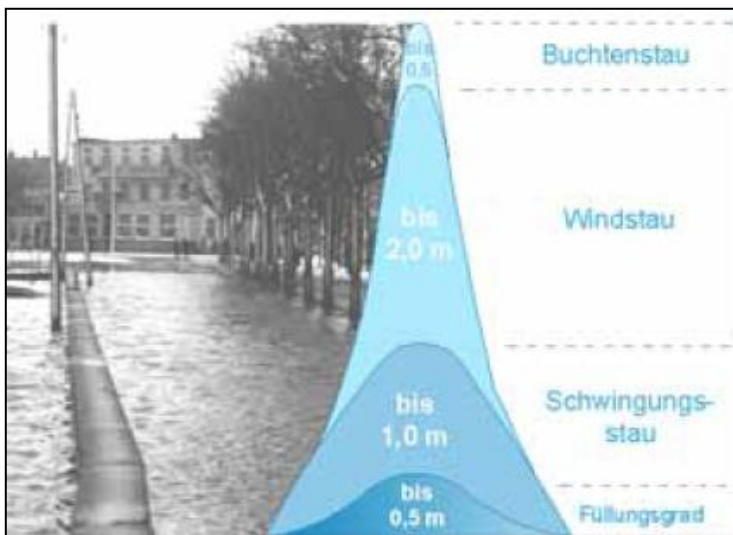 bis
0,5
Buchtenstau
bis
2,0 m
Windstau
bis
1,0 m
Schwingungs-
stau
bis
0,5 m
Füllungsgrad